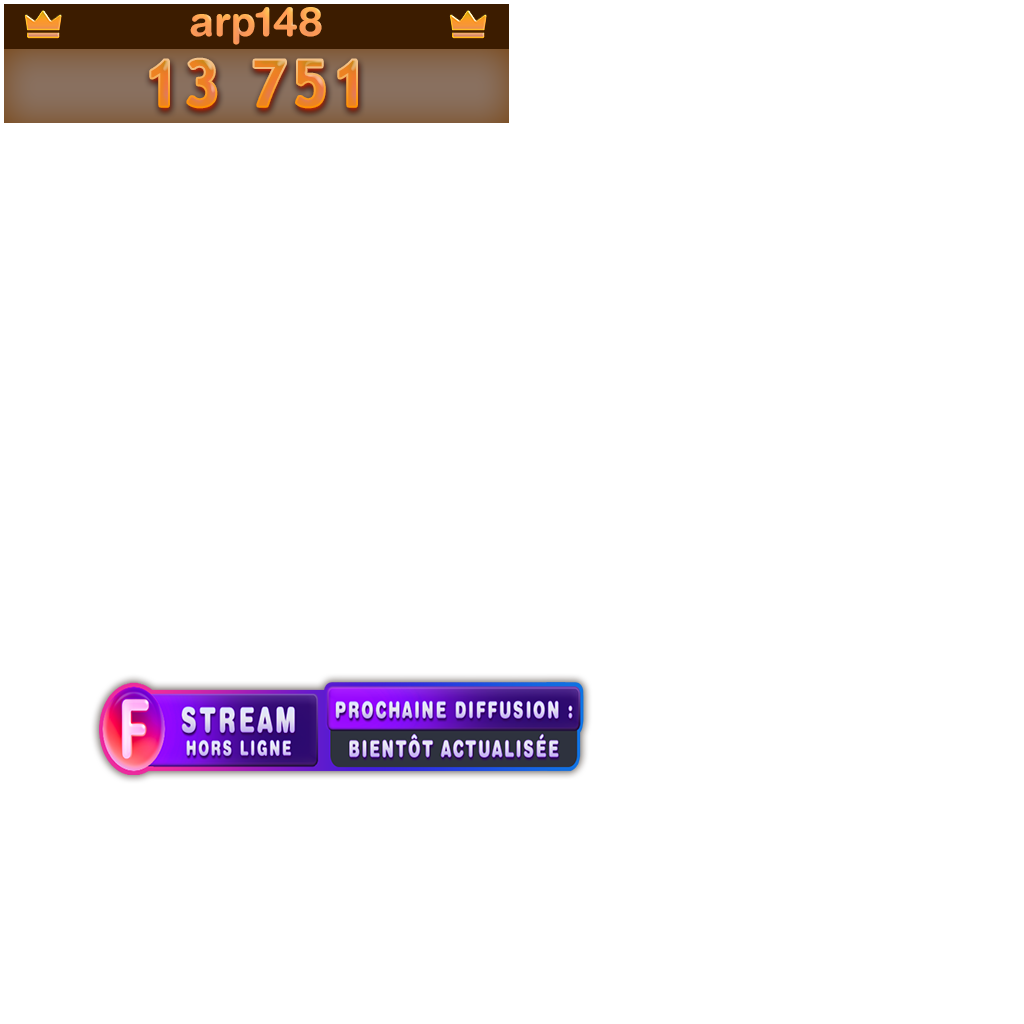 arp148
13 751
F
STREAM
HORS LIGNE
PROCHAINE DIFFUSION :
BIENTÔT ACTUALISÉE